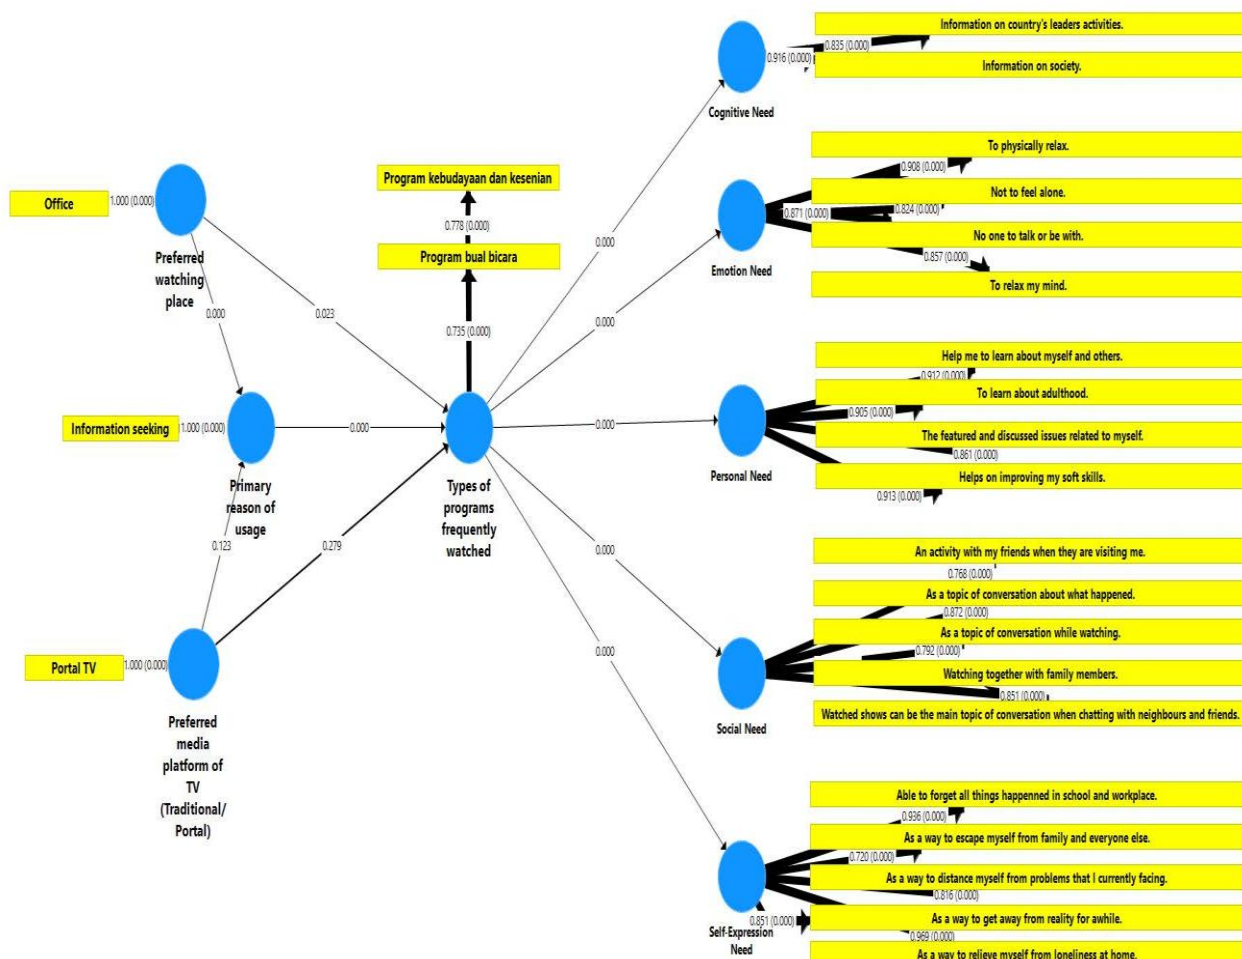 Information on country's leaders activities.
0.835 (0.000)
0.916 (0.000)
Information on society.
Cognitive Need
To physically relax.
0.908 (0.000)
Not to feel alone.
0.871 (0.000)
0.824 (0.000)
No one to talk or be with.
0.857 (0.000)
To relax my mind.
Emotion Need
Program kebudayaan dan kesenian
0.778 (0.000)
Program bual bicara
0.735 (0.000)
Office
1.000 (0.000)
Preferred
watching
place
0.000
0.023
0.000
0.000
Help me to learn about myself and others.
0.912 (0.000)
To learn about adulthood.
0.905 (0.000)
The featured and discussed issues related to myself.
0.861 (0.000)
Helps on improving my soft skills.
0.913 (0.000)
Personal Need
Information seeking
1.000 (0.000)
0.000
0.000
Primary
reason of
usage
Types of
programs
frequently
watched
0.123
0.279
0.000
0.000
An activity with my friends when they are visiting me.
0.768 (0.000)
As a topic of conversation about what happened.
0.872 (0.000)
As a topic of conversation while watching.
0.792 (0.000)
Watching together with family members.
0.851 (0.000)
Watched shows can be the main topic of conversation when chatting with neighbours and friends.
Social Need
Portal TV
1.000 (0.000)
Preferred
media
platform of
TV
(Traditional/
Portal)
Able to forget all things happenned in school and workplace.
0.936 (0.000)
As a way to escape myself from family and everyone else.
0.720 (0.000)
As a way to distance myself from problems that I currently facing.
0.816 (0.000)
As a way to get away from reality for awhile.
0.851 (0.000)
0.969 (0.000)
As a way to relieve myself from loneliness at home.
Self-Expression
Need